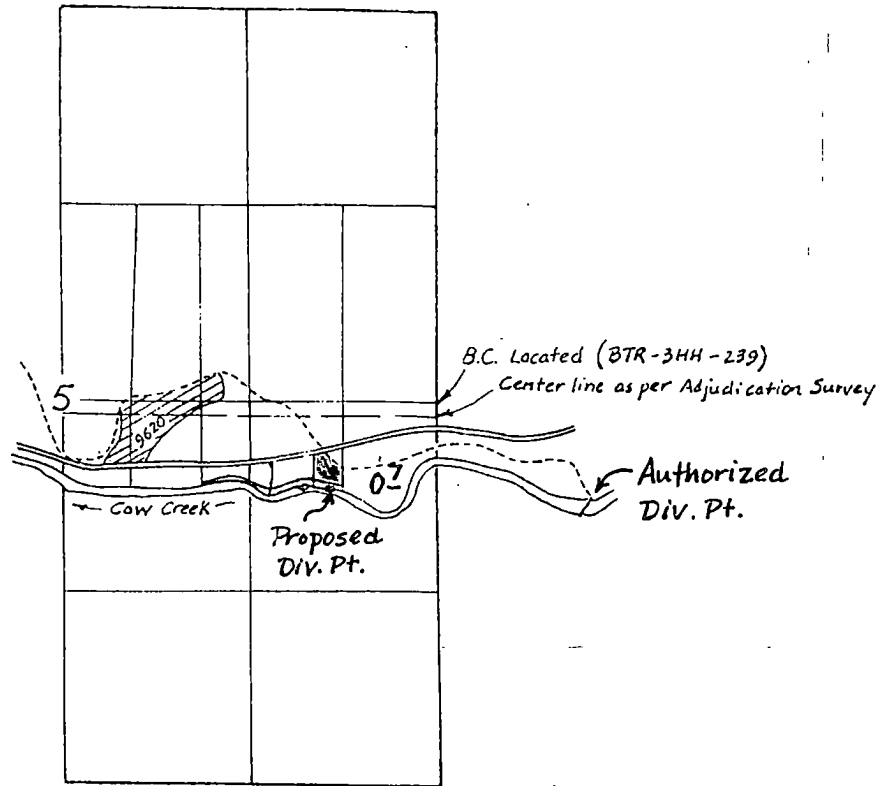 B.C. Located (BTR-3HH-239)
Center line as per Adjudication Survey
5
9620
Cow Creek
Proposed
Div. Pt.
Authorized
Div. Pt.